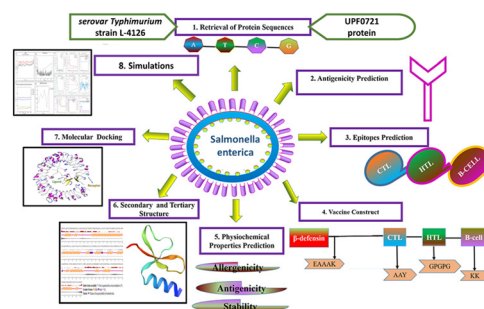 serovar Typhimurium
strain L-4126
1. Retrieval of Protein Sequences
UPF0721
protein
A T C G
8. Simulations
2. Antigenicity Prediction
7. Molecular Docking
Salmonella
enterica
3. Epitopes Prediction
CTL HTL B-CELL
6. Secondary and Tertiary
Structure
4. Vaccine Construct
5. Physiochemical
Properties Prediction
β-defensin CTL HTL B-cell
Allergenicity
EAAAK GPGPG
AAY KK
Antigenicity
Stability